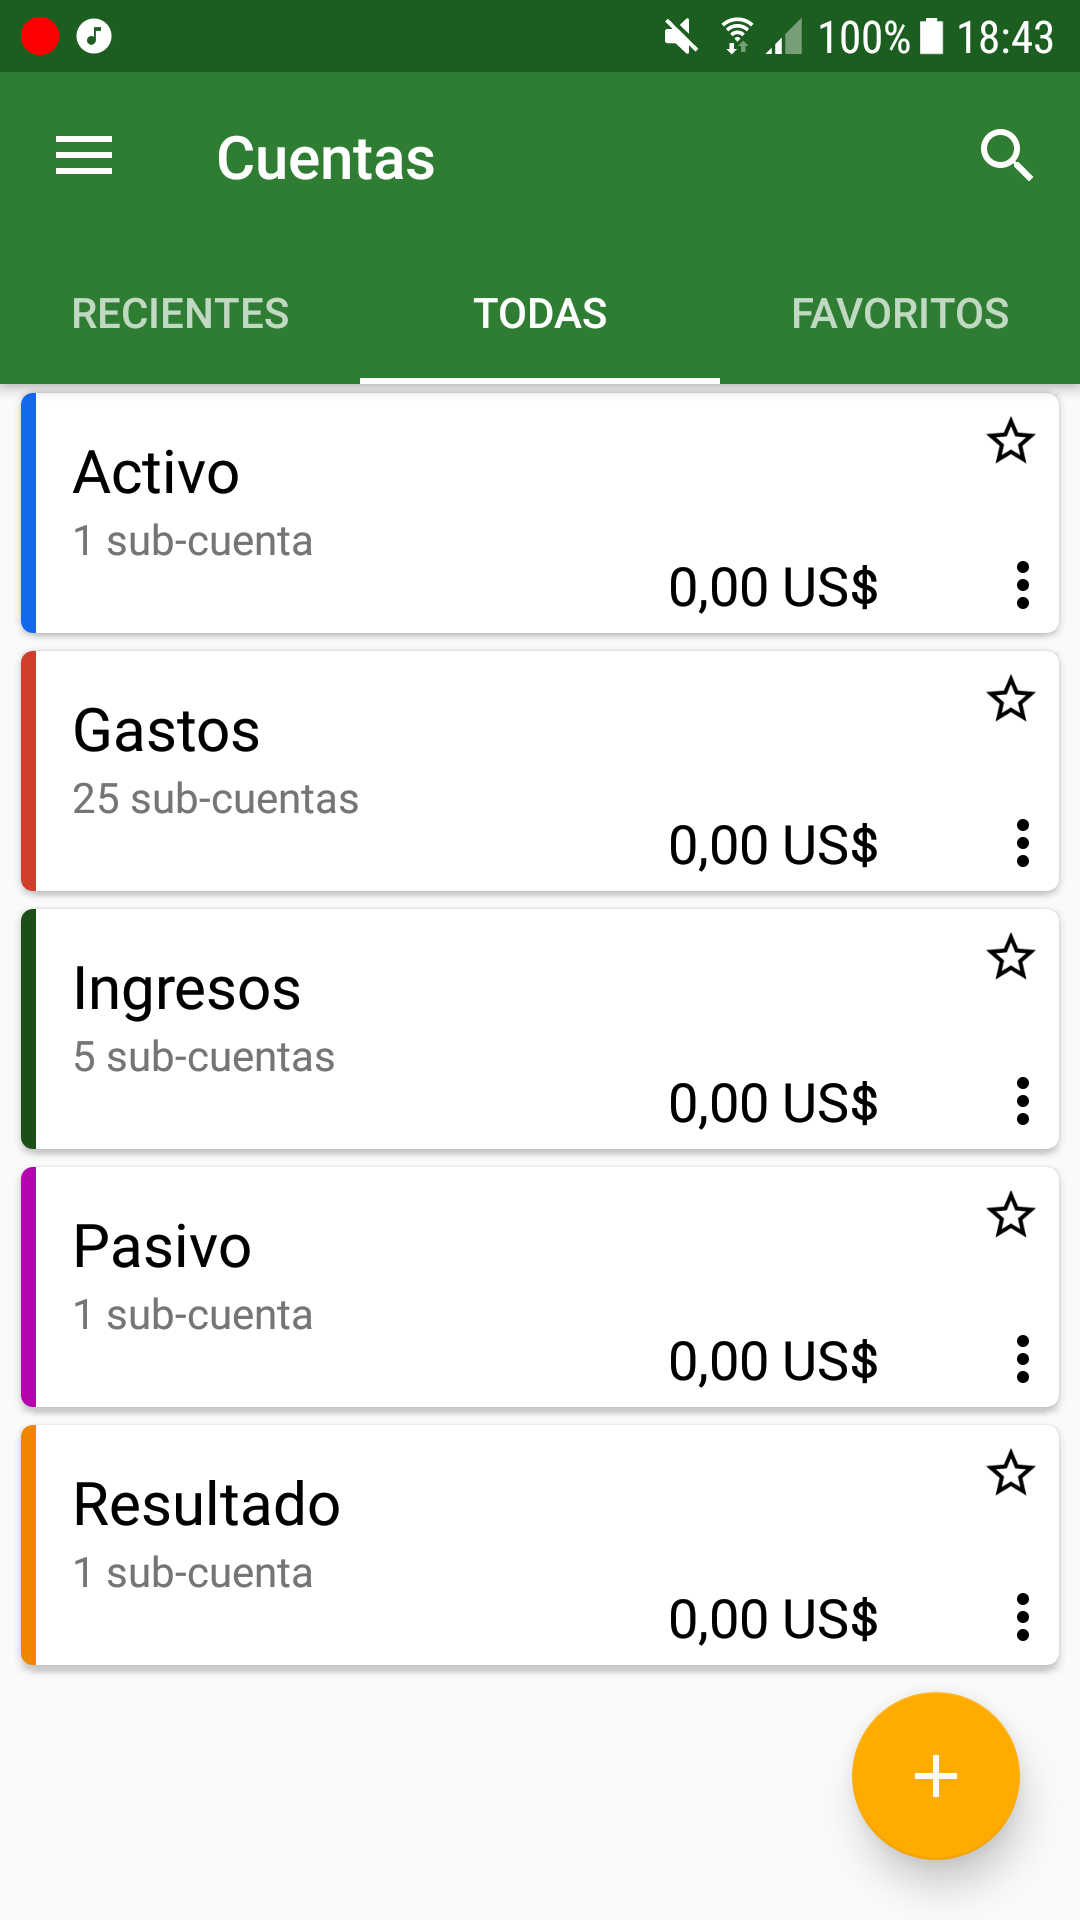 100% 18:43
Cuentas
RECIENTES TODAS FAVORITOS
Activo
1 sub-cuenta
0,00 US$
Gastos
25 sub-cuentas
0,00 US$
Ingresos
5 sub-cuentas
0,00 US$
Pasivo
1 sub-cuenta
0,00 US$
Resultado
1 sub-cuenta
0,00 US$